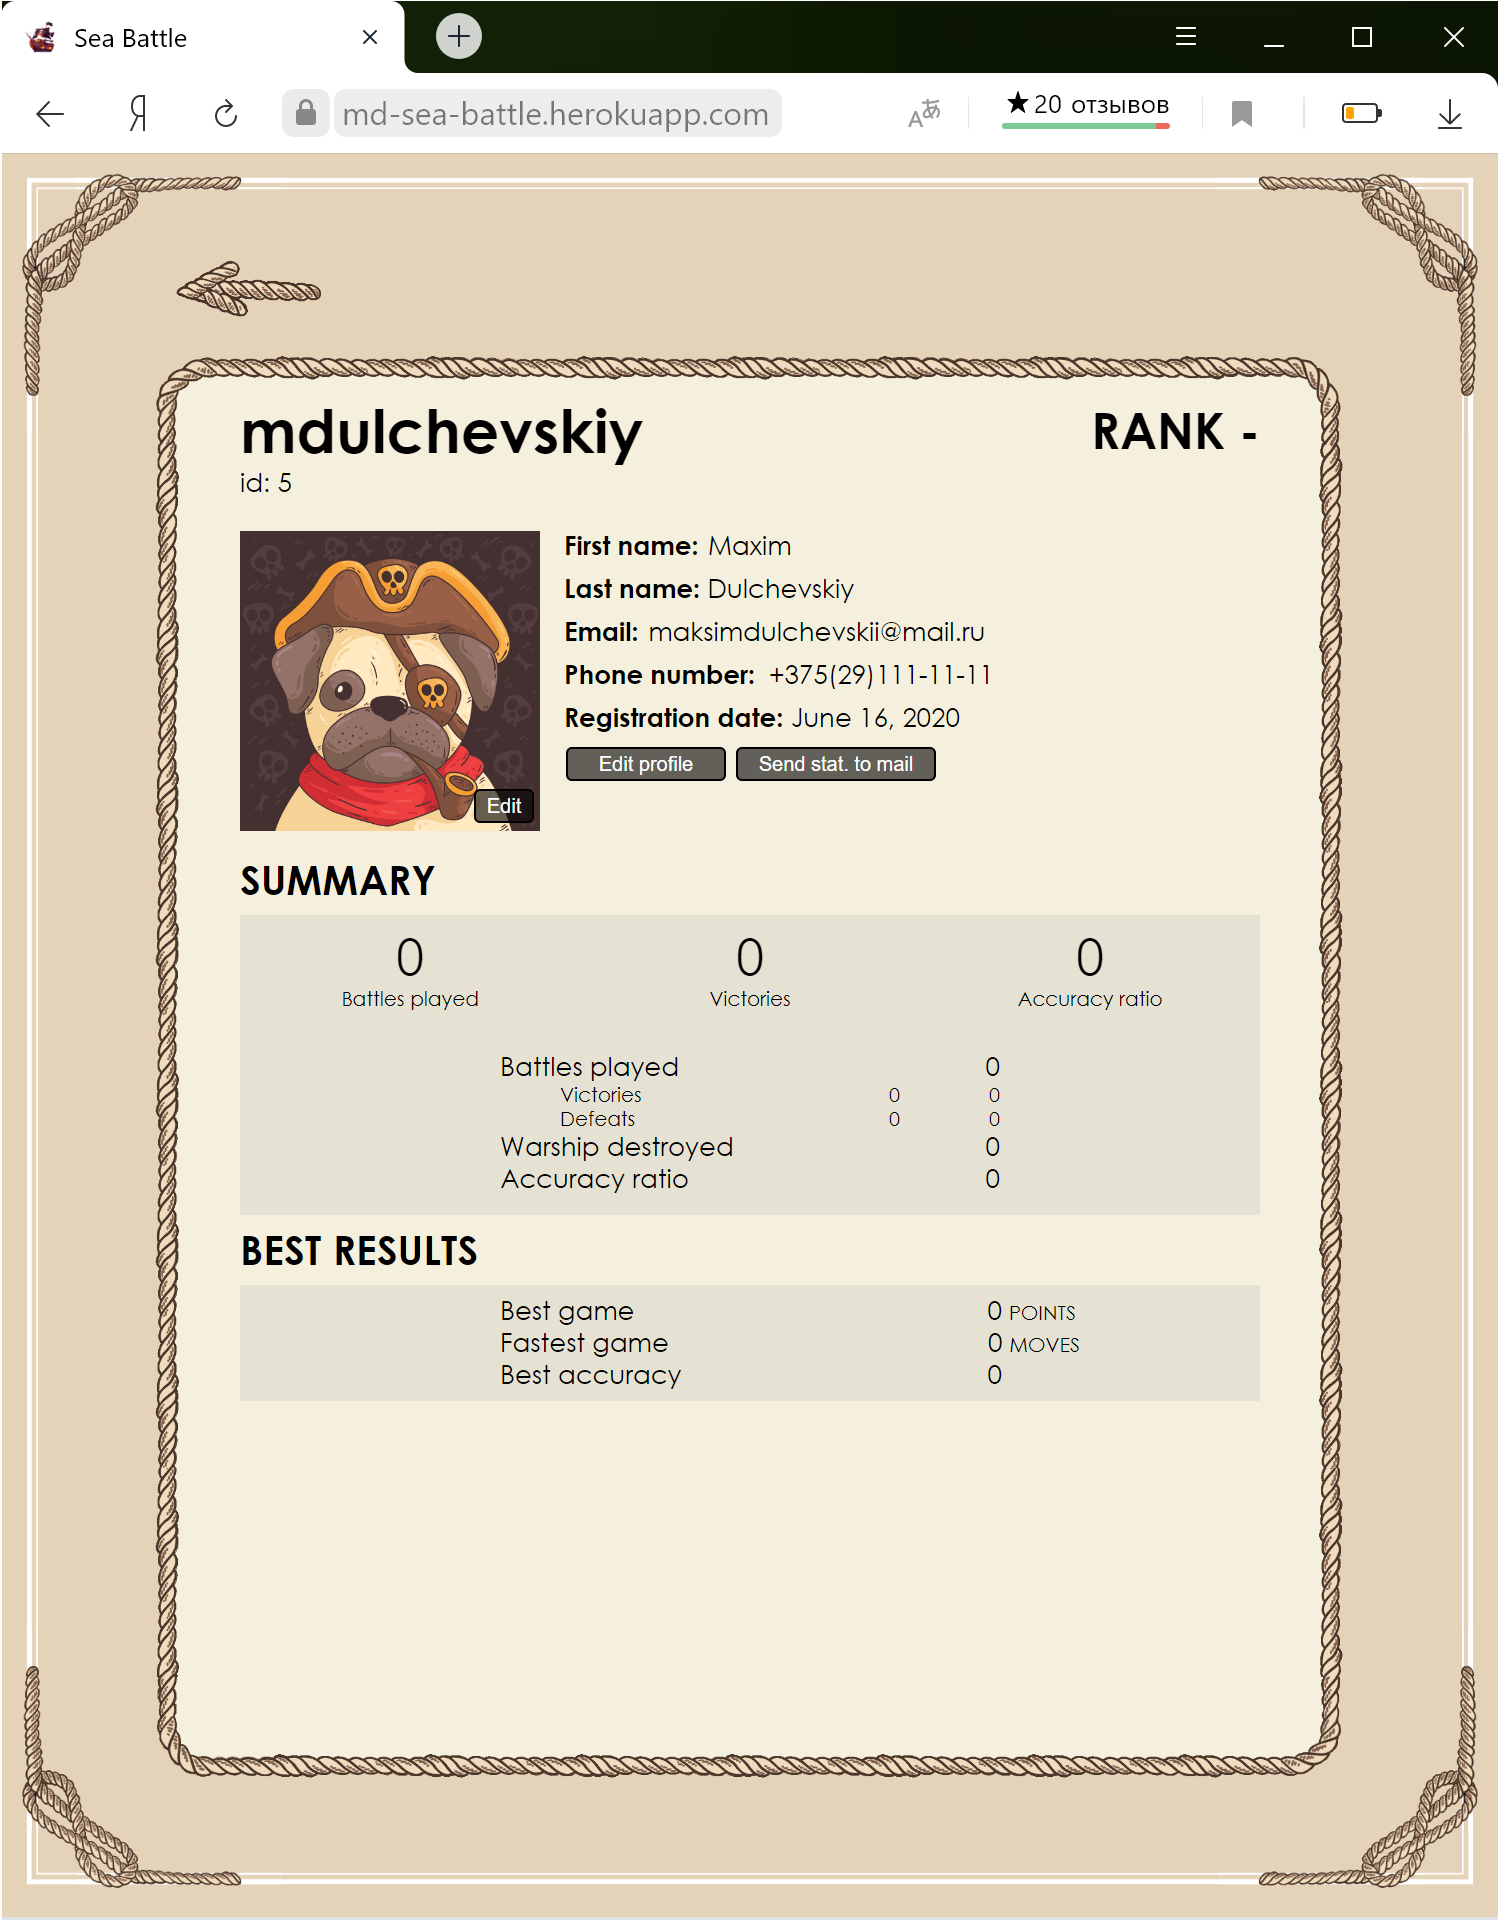 Sea Battle
md-sea-battle.herokuapp.com
★20 отзывов
mdulchevskiy
RANK -
id: 5
First name: Maxim
Last name: Dulchevskiy
Email: maksimdulchevskii@mail.ru
Phone number: +375(29)111-11-11
Registration date: June 16, 2020
Edit profile Send stat. to mail
Edit
SUMMARY
0 0 0
Battles played Victories Accuracy ratio
Battles played 0
Victories 0 0
Defeats 0 0
Warship destroyed 0
Accuracy ratio 0
BEST RESULTS
Best game 0 POINTS
Fastest game 0 MOVES
Best accuracy 0